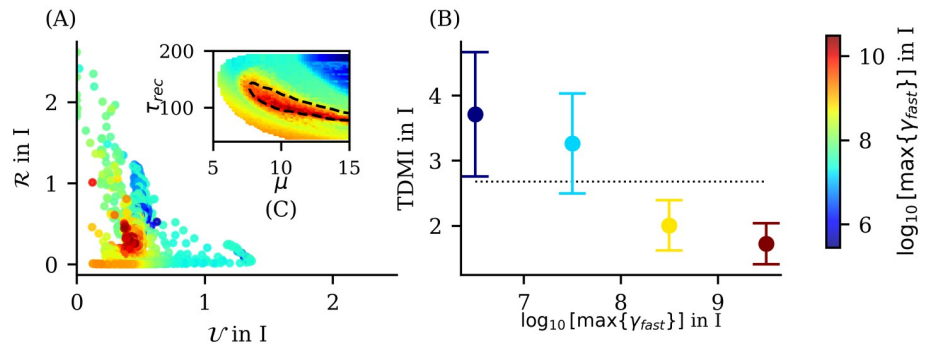 (A)
(B)
200
100
τrec
5
10
15
μ
(C)
2
1
0
ℛ in I
0
1
2
𝒰 in I
4
3
2
TDMI in I
7
8
9
log10 [max{γfast}] in I
10
8
6
log10 [max{γfast}] in I